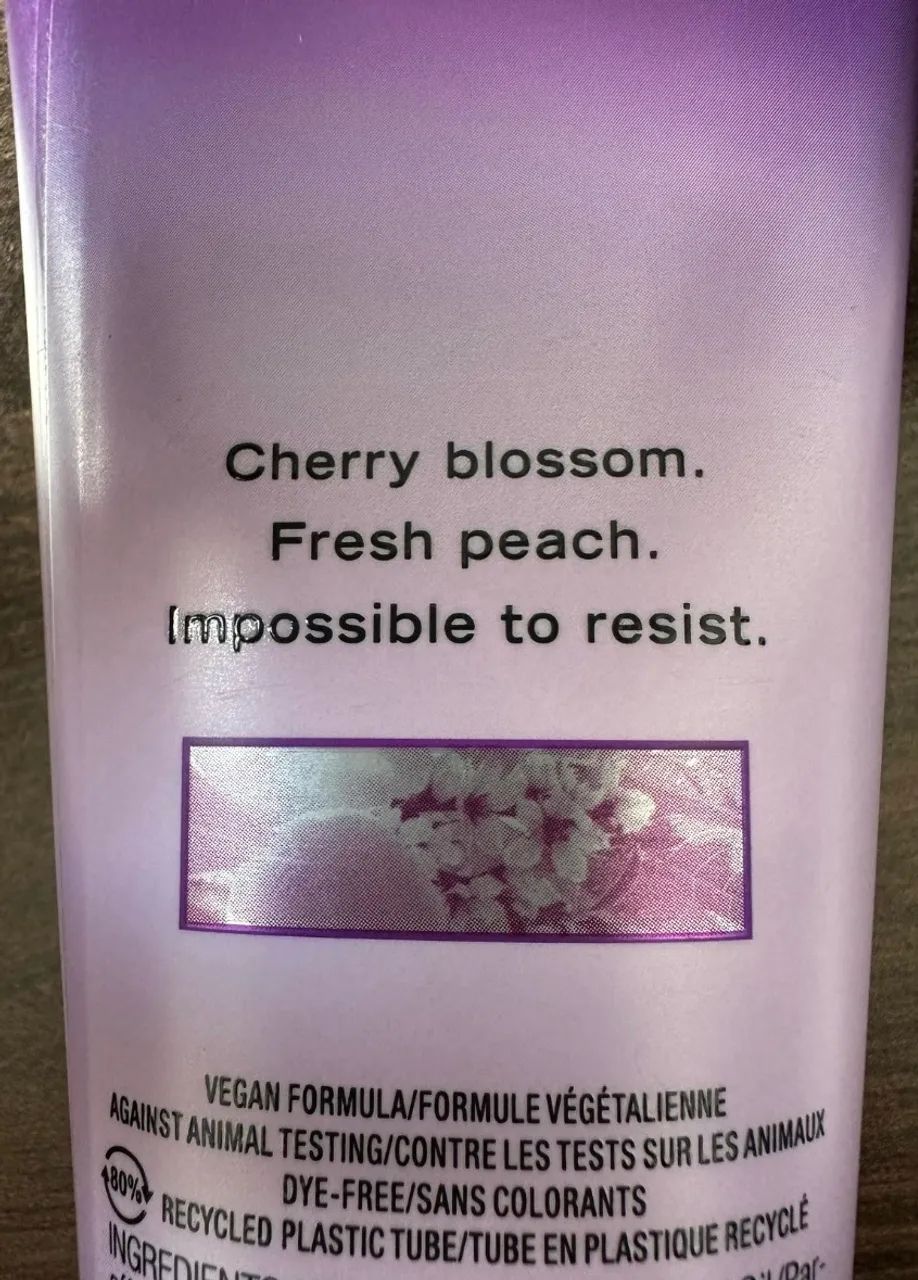 Cherry blossom.
Fresh peach.
Impossible to resist.
VEGAN FORMULA/FORMULE VÉGÉTALIENNE
AGAINST ANIMAL TESTING/CONTRE LES TESTS SUR LES ANIMAUX
DYE-FREE/SANS COLORANTS
80%
RECYCLED PLASTIC TUBE/TUBE EN PLASTIQUE RECYCLÉ